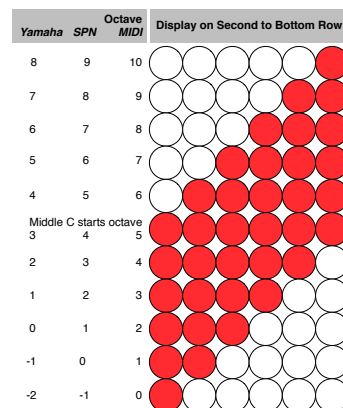 Octave
Yamaha SPN MIDI Display on Second to Bottom Row
8 9 10
7 8 9
6 7 8
5 6 7
4 5 6
Middle C starts octave
3 4 5
2 3 4
1 2 3
0 1 2
-1 0 1
-2 -1 0